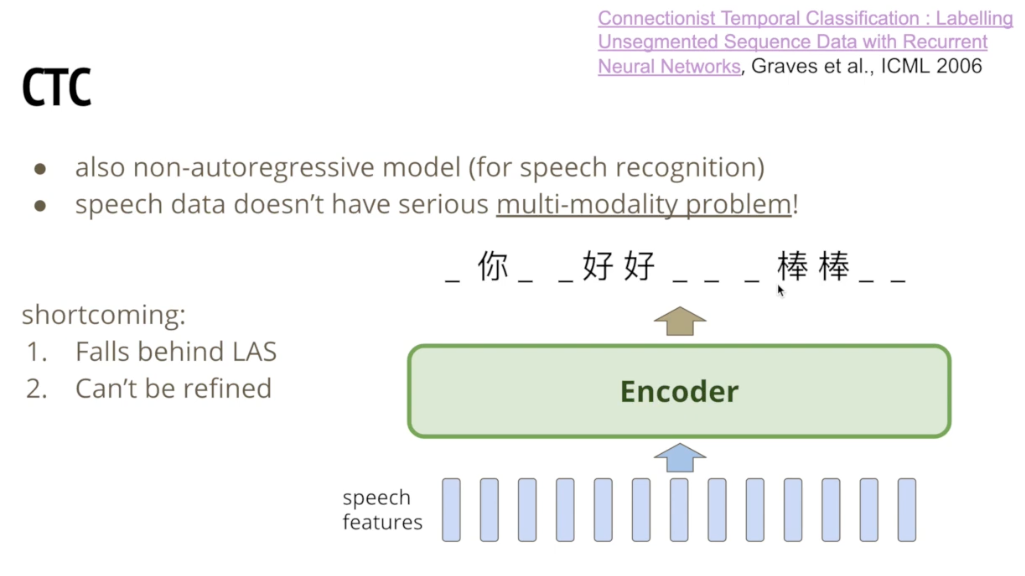 Connectionist Temporal Classification : Labelling
Unsegmented Sequence Data with Recurrent
Neural Networks, Graves et al., ICML 2006
CTC
● also non-autoregressive model (for speech recognition)
● speech data doesn't have serious multi-modality problem!
_ 你 _ _ 好 好 _ _ _ 棒 棒 _ _
shortcoming:
1. Falls behind LAS
2. Can't be refined
Encoder
speech
features